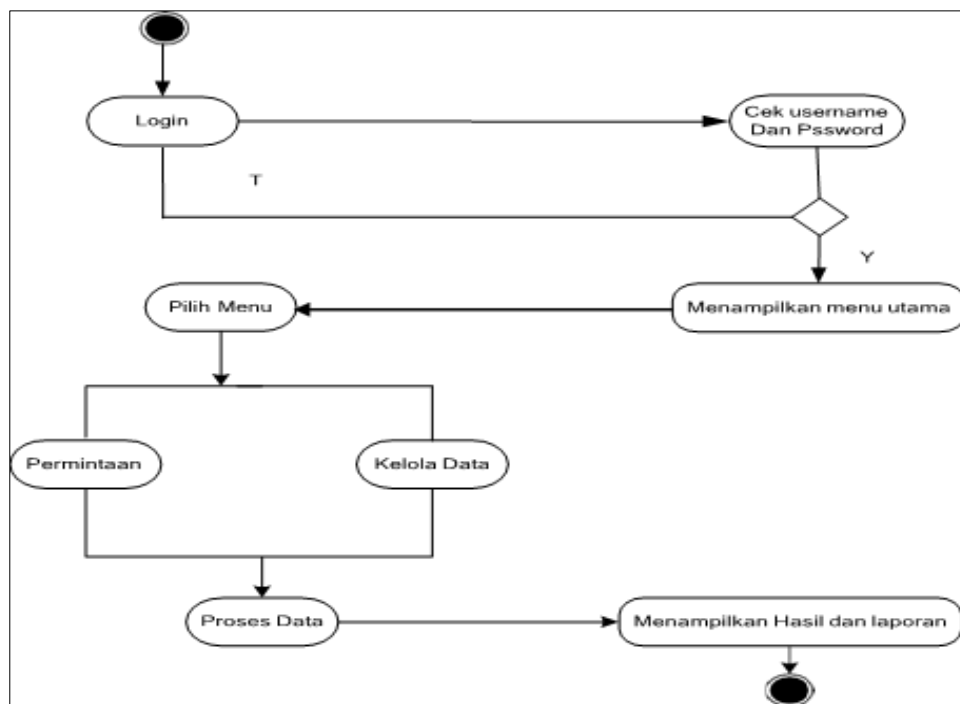 Login
Cek username
Dan Pssword
T
Y
Pilih Menu
Menampilkan menu utama
Permintaan
Kelola Data
Proses Data
Menampilkan Hasil dan laporan